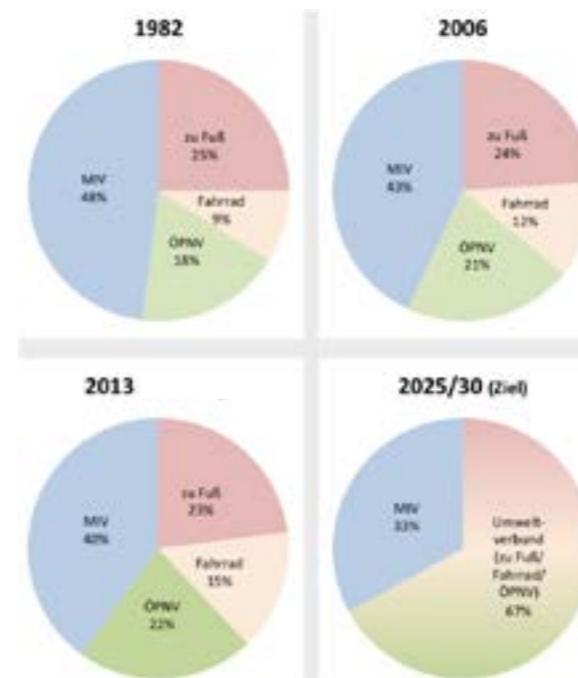 1982
zu Fuß
25%
MIV
48%
Fahrrad
9%
ÖPNV
18%
2006
zu Fuß
24%
MIV
43%
Fahrrad
12%
ÖPNV
21%
2013
zu Fuß
23%
MIV
40%
Fahrrad
15%
ÖPNV
22%
2025/30 (Ziel)
MIV
33%
Umwelt-
verbund
(zu Fuß/
Fahrrad/
ÖPNV)
67%